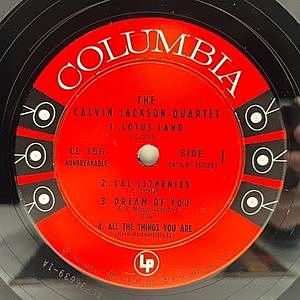 COLUMBIA
THE
CALVIN JACKSON QUARTET
1. LOTUS LAND
CL 756
SIDE 1
NONBREAKABLE
2. CAL-ISTHENICS
3. DREAM OF YOU
4. ALL THE THINGS YOU ARE
LP